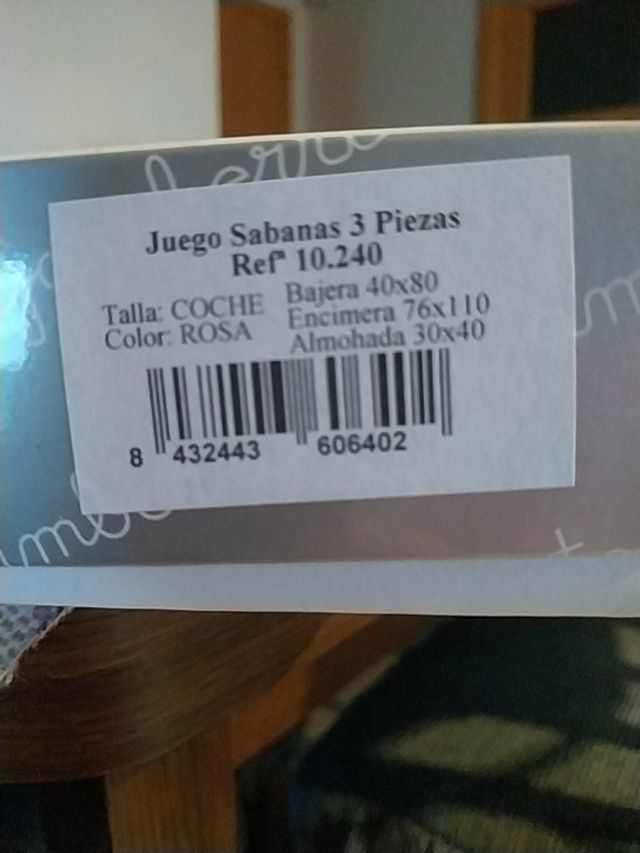 Juego Sabanas 3 Piezas
Refª 10.240
Talla: COCHE
Color: ROSA
Bajera 40x80
Encimera 76x110
Almohada 30x40
8 432443 606402